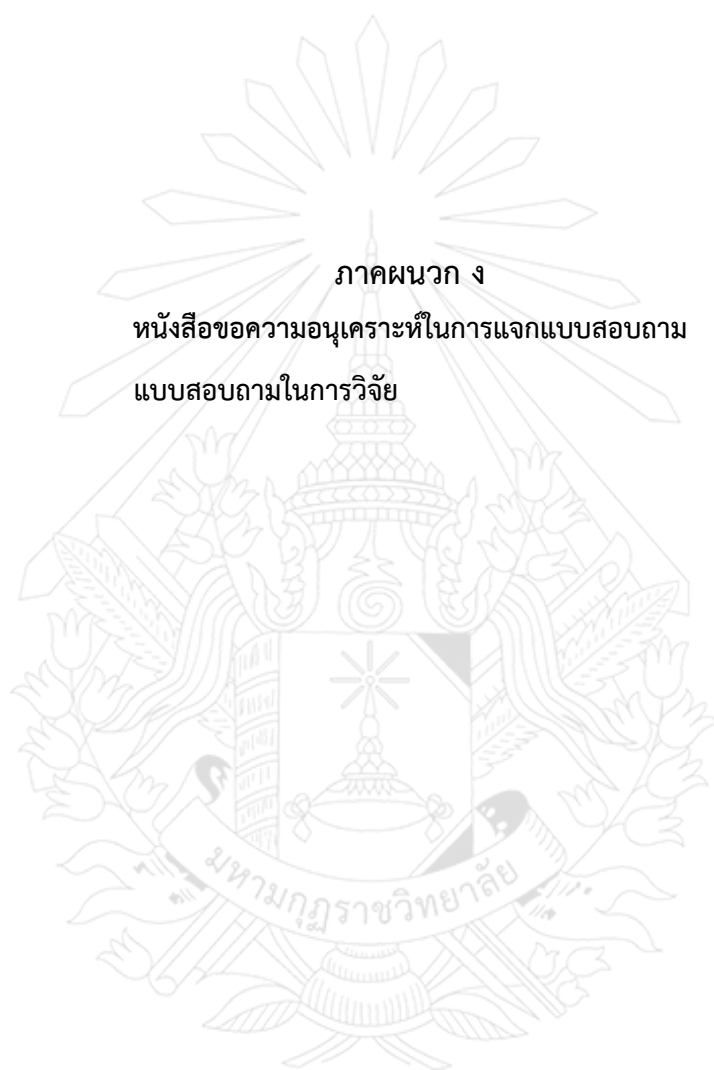 ภาคผนวก ง
หนังสือขอความอนุเคราะห์ในการแจกแบบสอบถาม
แบบสอบถามในการวิจัย
มหามกุฏราชวิทยาลัย